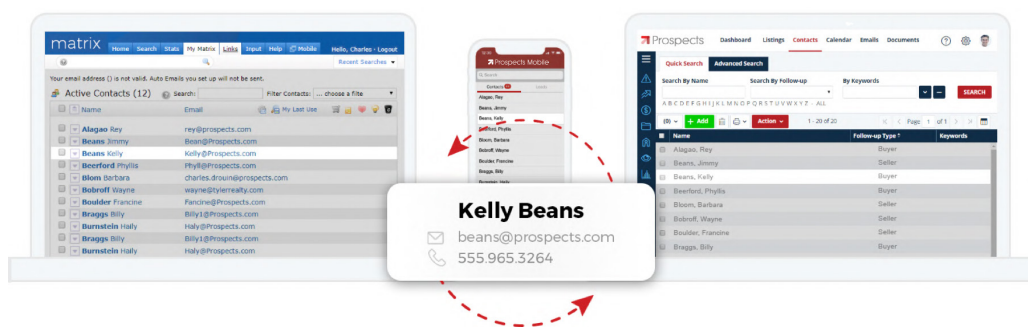 matrix
Home Search Stats My Matrix Links Input Help Mobile Hello, Charles - Logout
Recent Searches
Your email address () is not valid. Auto Emails you set up will not be sent.
Active Contacts (12) Search: Filter Contacts: ... choose a filte
Name Email My Last Use
Alagao Rey rey@prospects.com
Beans Jimmy Bean@Prospects.com
Beans Kelly Kelly@Prospects.com
Beerford Phyllis Phyll@Prospects.com
Blom Barbara charles.drouin@prospects.com
Bobroff Wayne wayne@tylerrealty.com
Boulder Francine Fancine@Prospects.com
Braggs Billy Billy1@Prospects.com
Burnstein Haily Haly@Prospects.com
Braggs Billy Billy1@Prospects.com
Burnstein Haily Haly@Prospects.com
Prospects Mobile
Search
Contacts
Alagao, Rey
Beans, Jimmy
Beans, Kelly
Beerford, Phyllis
Bloom, Barbara
Bobroff, Wayne
Boulder, Francine
Braggs, Billy
Burnstein, Haily
Kelly Beans
beans@prospects.com
555.965.3264
Prospects Dashboard Listings Contacts Calendar Emails Documents
Quick Search Advanced Search
Search By Name Search By Follow-up By Keywords
SEARCH
A B C D E F G H I J K L M N O P Q R S T U V W X Y Z - ALL
(0) + Add Action 1 - 20 of 20 Page 1 of 1
Name Follow-up Type Keywords
Alagao, Rey Buyer
Beans, Jimmy Seller
Beans, Kelly Buyer
Beerford, Phyllis Buyer
Bloom, Barbara Seller
Bobroff, Wayne Seller
Boulder, Fransine Seller
Braggs, Billy Buyer